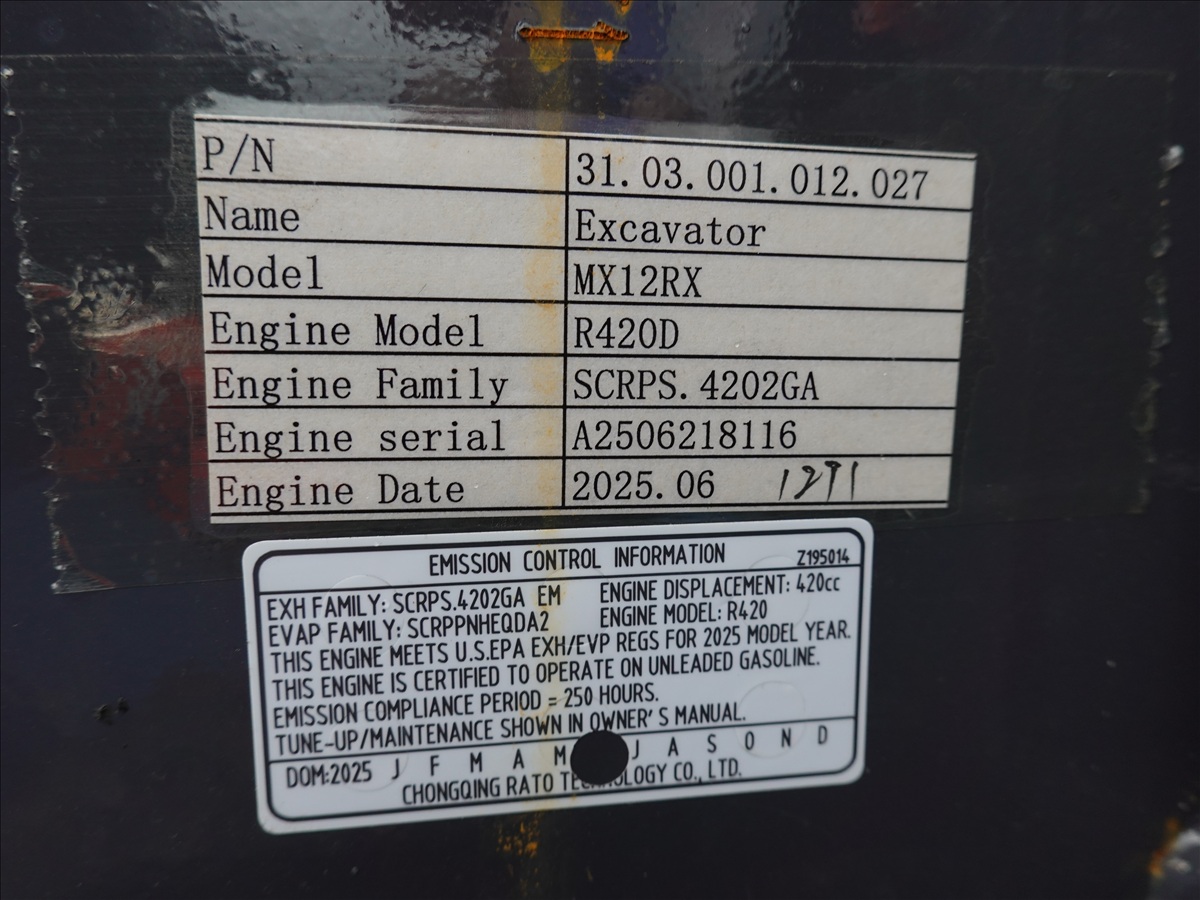 P/N 31.03.001.012.027
Name Excavator
Model MX12RX
Engine Model R420D
Engine Family SCRPS.4202GA
Engine serial A2506218116
Engine Date 2025.06 1271
EMISSION CONTROL INFORMATION Z195014
EXH FAMILY: SCRPS.4202GA EM ENGINE DISPLACEMENT: 420cc
EVAP FAMILY: SCRPPNHEQDA2 ENGINE MODEL: R420
THIS ENGINE MEETS U.S.EPA EXH/EVP REGS FOR 2025 MODEL YEAR.
THIS ENGINE IS CERTIFIED TO OPERATE ON UNLEADED GASOLINE.
EMISSION COMPLIANCE PERIOD = 250 HOURS.
TUNE-UP/MAINTENANCE SHOWN IN OWNER'S MANUAL.
DOM:2025 J F M A M J A S O N D
CHONGQING RATO TECHNOLOGY CO., LTD.